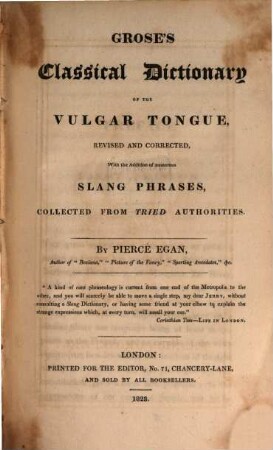 GROSE'S
Classical Dictionary
OF THE
VULGAR TONGUE,
REVISED AND CORRECTED,
With the Addition of numerous
SLANG PHRASES,
COLLECTED FROM TRIED AUTHORITIES.
By PIERCE EGAN,
Author of "Boxiana," "Picture of the Fancy," "Sporting Anecdotes," &c.
"A kind of cant phraseology is current from one end of the Metropolis to the
other, and you will scarcely be able to move a single step, my dear JERRY, without
consulting a Slang Dictionary, or having some friend at your elbow to explain the
strange expressions which, at every turn, will assail your ear."
Corinthian Tom—LIFE IN LONDON.
LONDON:
PRINTED FOR THE EDITOR, No. 71, CHANCERY-LANE,
AND SOLD BY ALL BOOKSELLERS.
1823.